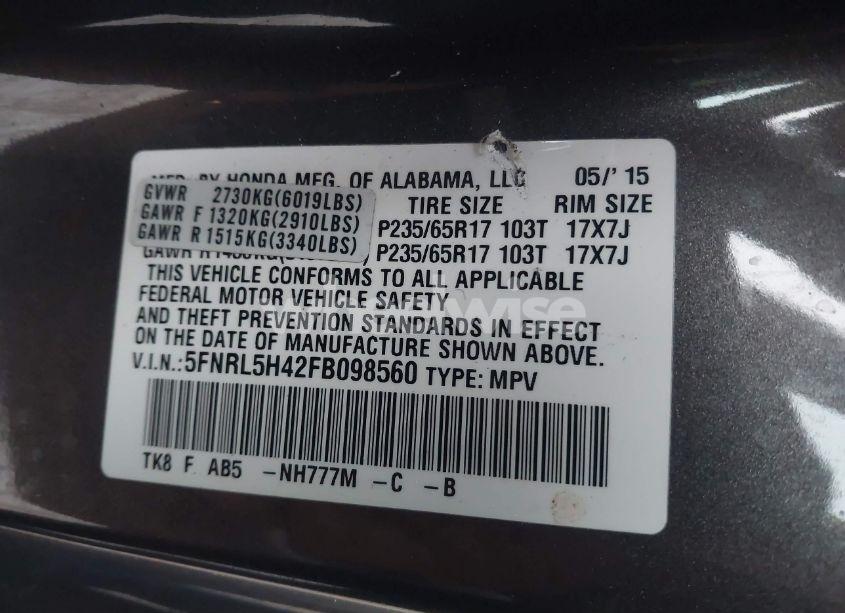 MFD. BY HONDA MFG. OF ALABAMA, LLC 05/' 15
GVWR 2730KG(6019LBS)
GAWR F 1320KG(2910LBS)
GAWR R 1515KG(3340LBS)
TIRE SIZE RIM SIZE
P235/65R17 103T 17X7J
GAWR R P235/65R17 103T 17X7J
THIS VEHICLE CONFORMS TO ALL APPLICABLE
FEDERAL MOTOR VEHICLE SAFETY
AND THEFT PREVENTION STANDARDS IN EFFECT
ON THE DATE OF MANUFACTURE SHOWN ABOVE.
V.I.N.:5FNRL5H42FB098560 TYPE: MPV
TK8 F AB5 -NH777M -C -B